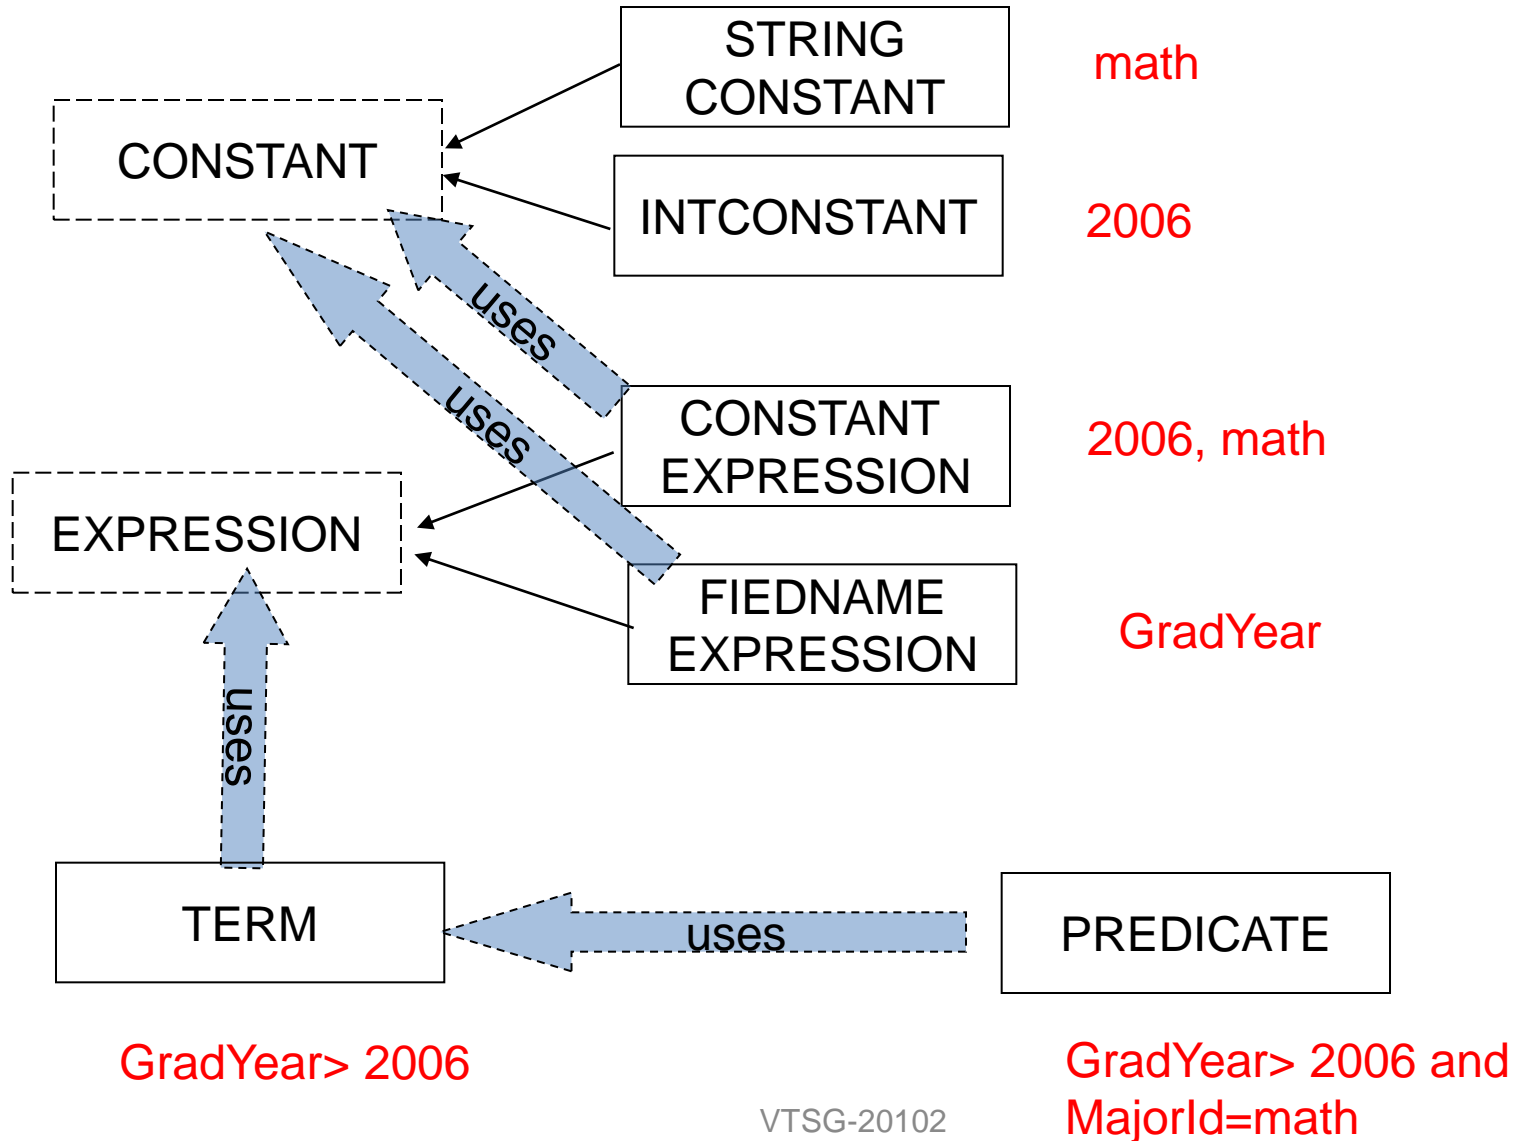 STRING
CONSTANT
math
CONSTANT
INTCONSTANT
2006
uses
uses
CONSTANT
EXPRESSION
2006, math
EXPRESSION
FIEDNAME
EXPRESSION
GradYear
uses
TERM
uses
PREDICATE
GradYear> 2006
GradYear> 2006 and
MajorId=math
VTSG-20102